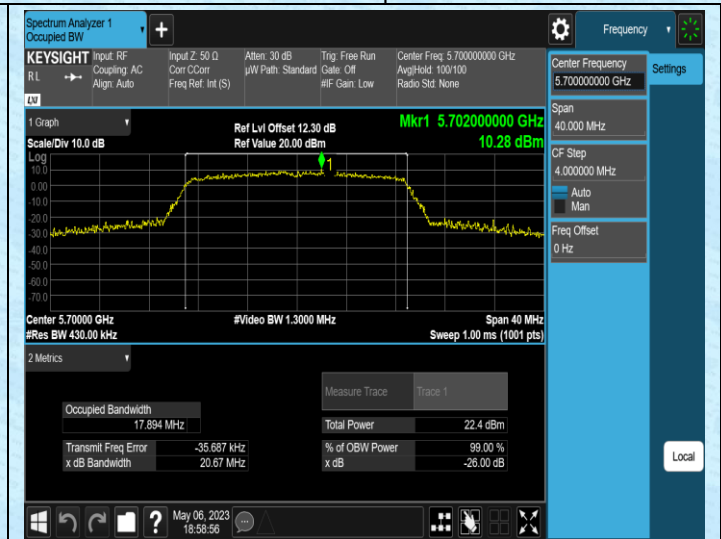 Spectrum Analyzer 1
Occupied BW
+
Frequency
KEYSIGHT
R L
LXI
Input: RF
Coupling: AC
Align: Auto
Input Z: 50 Ω
Corr CCorr
Freq Ref: Int (S)
Atten: 30 dB
µW Path: Standard
Trig: Free Run
Gate: Off
#IF Gain: Low
Center Freq: 5.700000000 GHz
Avg|Hold: 100/100
Radio Std: None
Center Frequency
5.700000000 GHz
Settings
Span
40.000 MHz
CF Step
4.000000 MHz
Auto
Man
Freq Offset
0 Hz
Local
1 Graph
Scale/Div 10.0 dB
Ref Lvl Offset 12.30 dB
Ref Value 20.00 dBm
Mkr1 5.702000000 GHz
10.28 dBm
Log
10.0
0.00
-10.0
-20.0
-30.0
-40.0
-50.0
-60.0
-70.0
1
Center 5.70000 GHz
#Res BW 430.00 kHz
#Video BW 1.3000 MHz
Span 40 MHz
Sweep 1.00 ms (1001 pts)
2 Metrics
Measure Trace Trace 1
Occupied Bandwidth
17.894 MHz
Total Power 22.4 dBm
Transmit Freq Error -35.687 kHz
% of OBW Power 99.00 %
x dB Bandwidth 20.67 MHz
x dB -26.00 dB
?
May 06, 2023
18:58:56